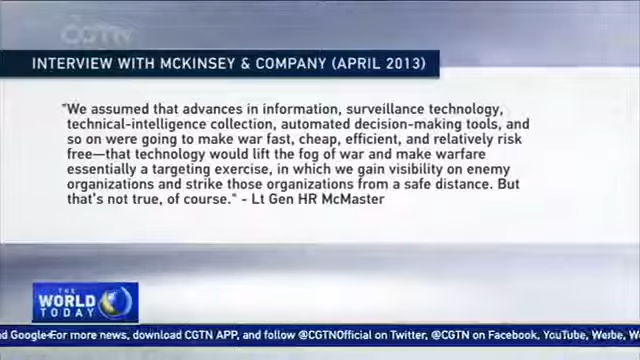 CGTN
INTERVIEW WITH MCKINSEY & COMPANY (APRIL 2013)
"We assumed that advances in information, surveillance technology,
technical-intelligence collection, automated decision-making tools, and
so on were going to make war fast, cheap, efficient, and relatively risk
free—that technology would lift the fog of war and make warfare
essentially a targeting exercise, in which we gain visibility on enemy
organizations and strike those organizations from a safe distance. But
that's not true, of course." - Lt Gen HR McMaster
THE
WORLD
TODAY
nd Google+For more news, download CGTN APP, and follow @CGTNOfficial on Twitter, @CGTN on Facebook, YouTube, Weibo, W